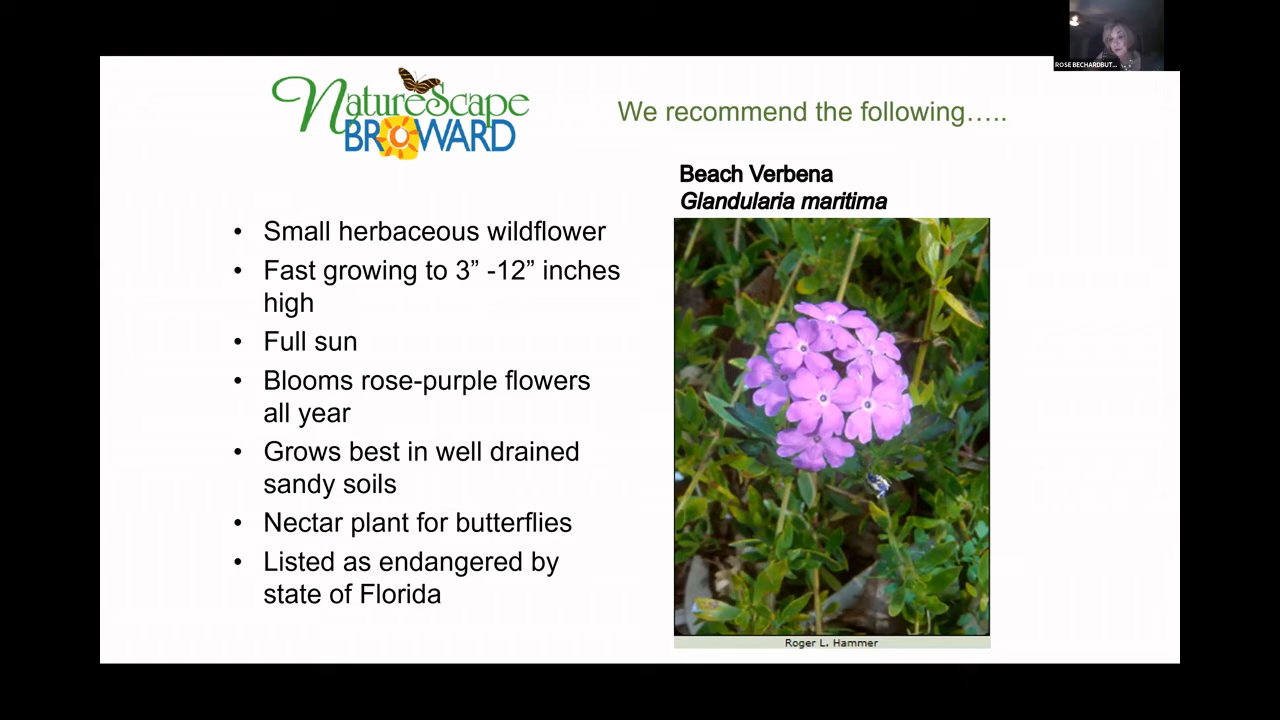 NatureScape
BROWARD
We recommend the following…..
ROSE BECHARDBUT...
Beach Verbena
Glandularia maritima
• Small herbaceous wildflower
• Fast growing to 3” -12” inches
high
• Full sun
• Blooms rose-purple flowers
all year
• Grows best in well drained
sandy soils
• Nectar plant for butterflies
• Listed as endangered by
state of Florida
Roger L. Hammer